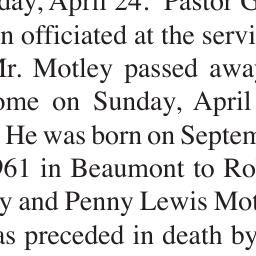 day, April 24. Pastor
officiated at the servi
Mr. Motley passed awa
ome on Sunday, April
He was born on Septem
961 in Beaumont to Ro
y and Penny Lewis Mot
as preceded in death by